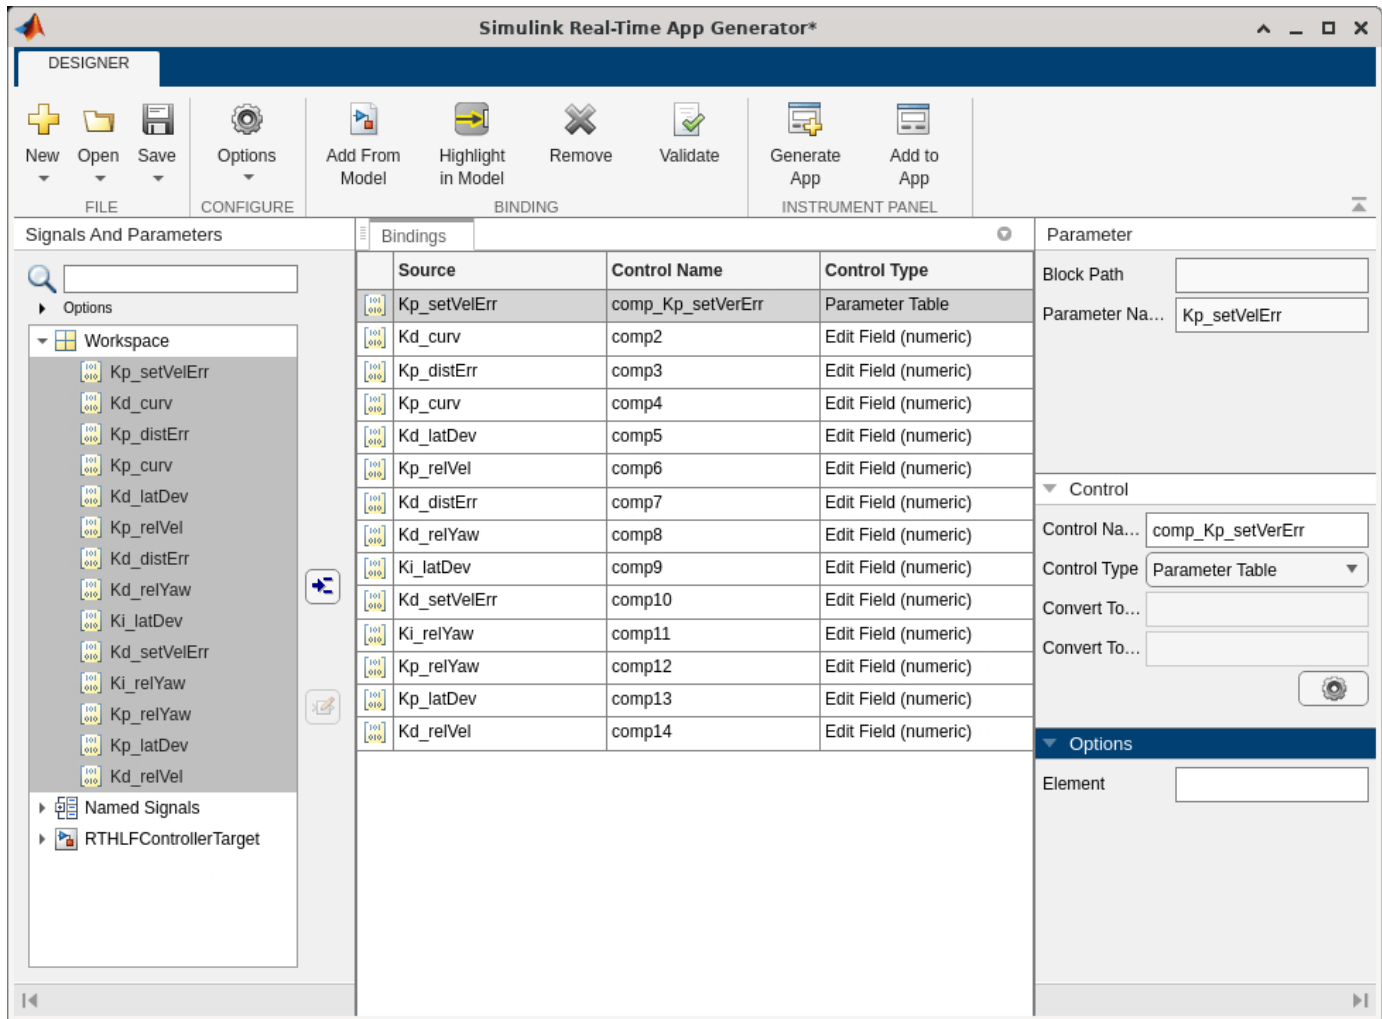 Simulink Real-Time App Generator*
DESIGNER
New
Open
Save
Options
Add From
Model
Highlight
in Model
Remove
Validate
Generate
App
Add to
App
FILE
CONFIGURE
BINDING
INSTRUMENT PANEL
Signals And Parameters
Options
Workspace
Kp_setVelErr
Kd_curv
Kp_distErr
Kp_curv
Kd_latDev
Kp_relVel
Kd_distErr
Kd_relYaw
Ki_latDev
Kd_setVelErr
Ki_relYaw
Kp_relYaw
Kp_latDev
Kd_relVel
Named Signals
RTHLFControllerTarget
Bindings
Source Control Name Control Type
Kp_setVelErr comp_Kp_setVerErr Parameter Table
Kd_curv comp2 Edit Field (numeric)
Kp_distErr comp3 Edit Field (numeric)
Kp_curv comp4 Edit Field (numeric)
Kd_latDev comp5 Edit Field (numeric)
Kp_relVel comp6 Edit Field (numeric)
Kd_distErr comp7 Edit Field (numeric)
Kd_relYaw comp8 Edit Field (numeric)
Ki_latDev comp9 Edit Field (numeric)
Kd_setVelErr comp10 Edit Field (numeric)
Ki_relYaw comp11 Edit Field (numeric)
Kp_relYaw comp12 Edit Field (numeric)
Kp_latDev comp13 Edit Field (numeric)
Kd_relVel comp14 Edit Field (numeric)
Parameter
Block Path
Parameter Na... Kp_setVelErr
Control
Control Na... comp_Kp_setVerErr
Control Type Parameter Table
Convert To...
Convert To...
Options
Element